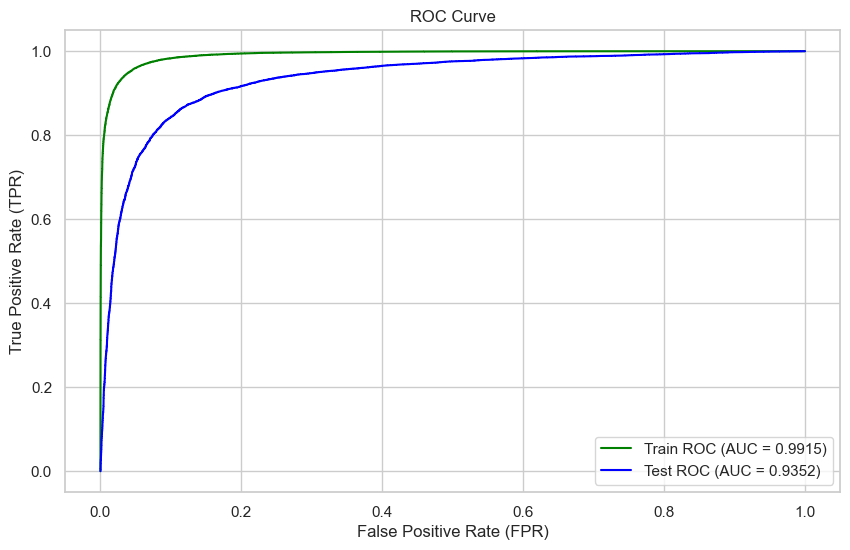 ROC Curve
True Positive Rate (TPR)
1.0
0.8
0.6
0.4
0.2
0.0
Train ROC (AUC = 0.9915)
Test ROC (AUC = 0.9352)
0.0 0.2 0.4 0.6 0.8 1.0
False Positive Rate (FPR)